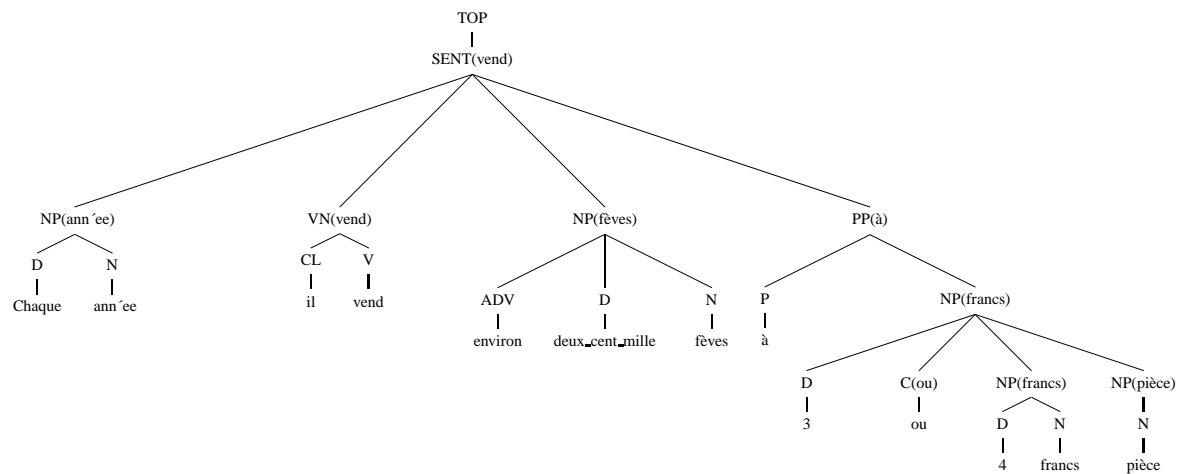 TOP
SENT(vend)
NP(ann´ee) VN(vend) NP(fèves) PP(à)
D N CL V ADV D N P NP(francs)
Chaque ann´ee il vend environ deux_cent_mille fèves à
D C(ou) NP(francs) NP(pièce)
3 ou D N N
4 francs pièce